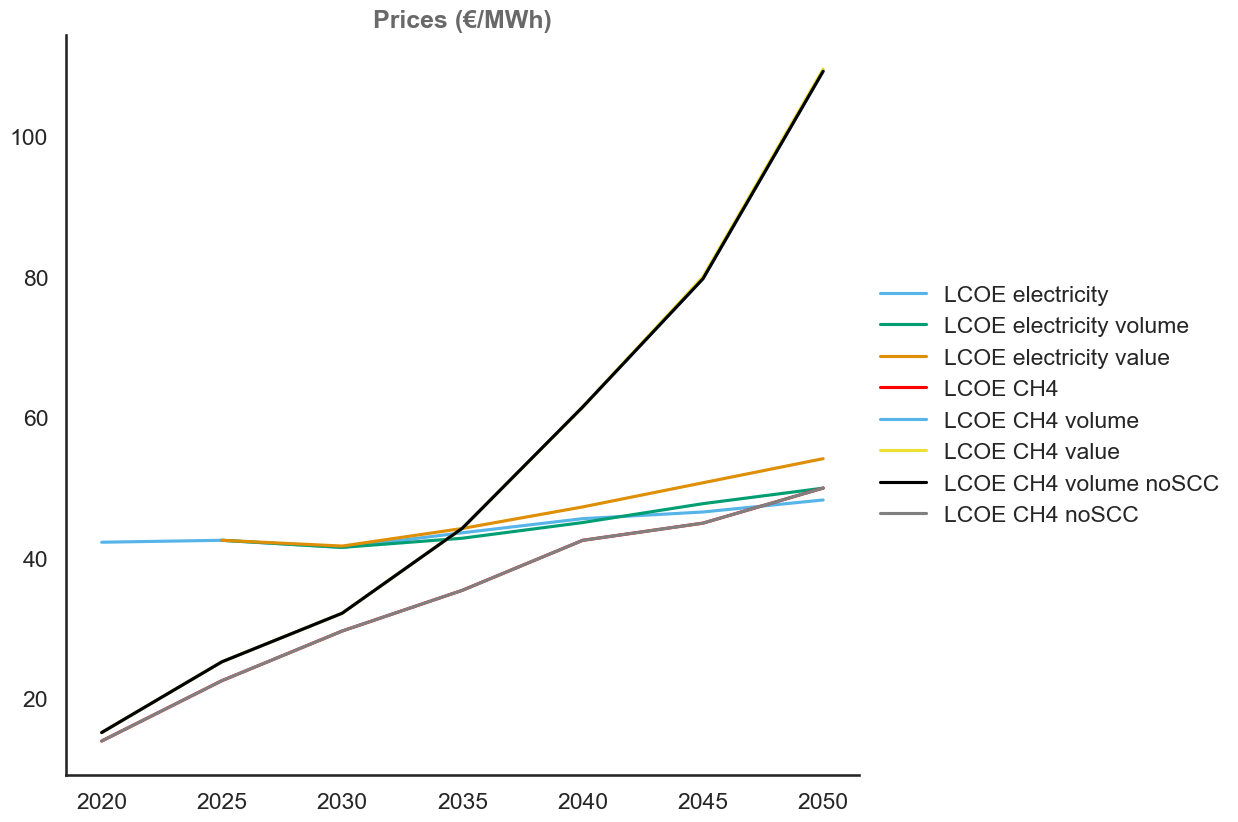 Prices (€/MWh)
100
80
60
40
20
2020 2025 2030 2035 2040 2045 2050
LCOE electricity
LCOE electricity volume
LCOE electricity value
LCOE CH4
LCOE CH4 volume
LCOE CH4 value
LCOE CH4 volume noSCC
LCOE CH4 noSCC